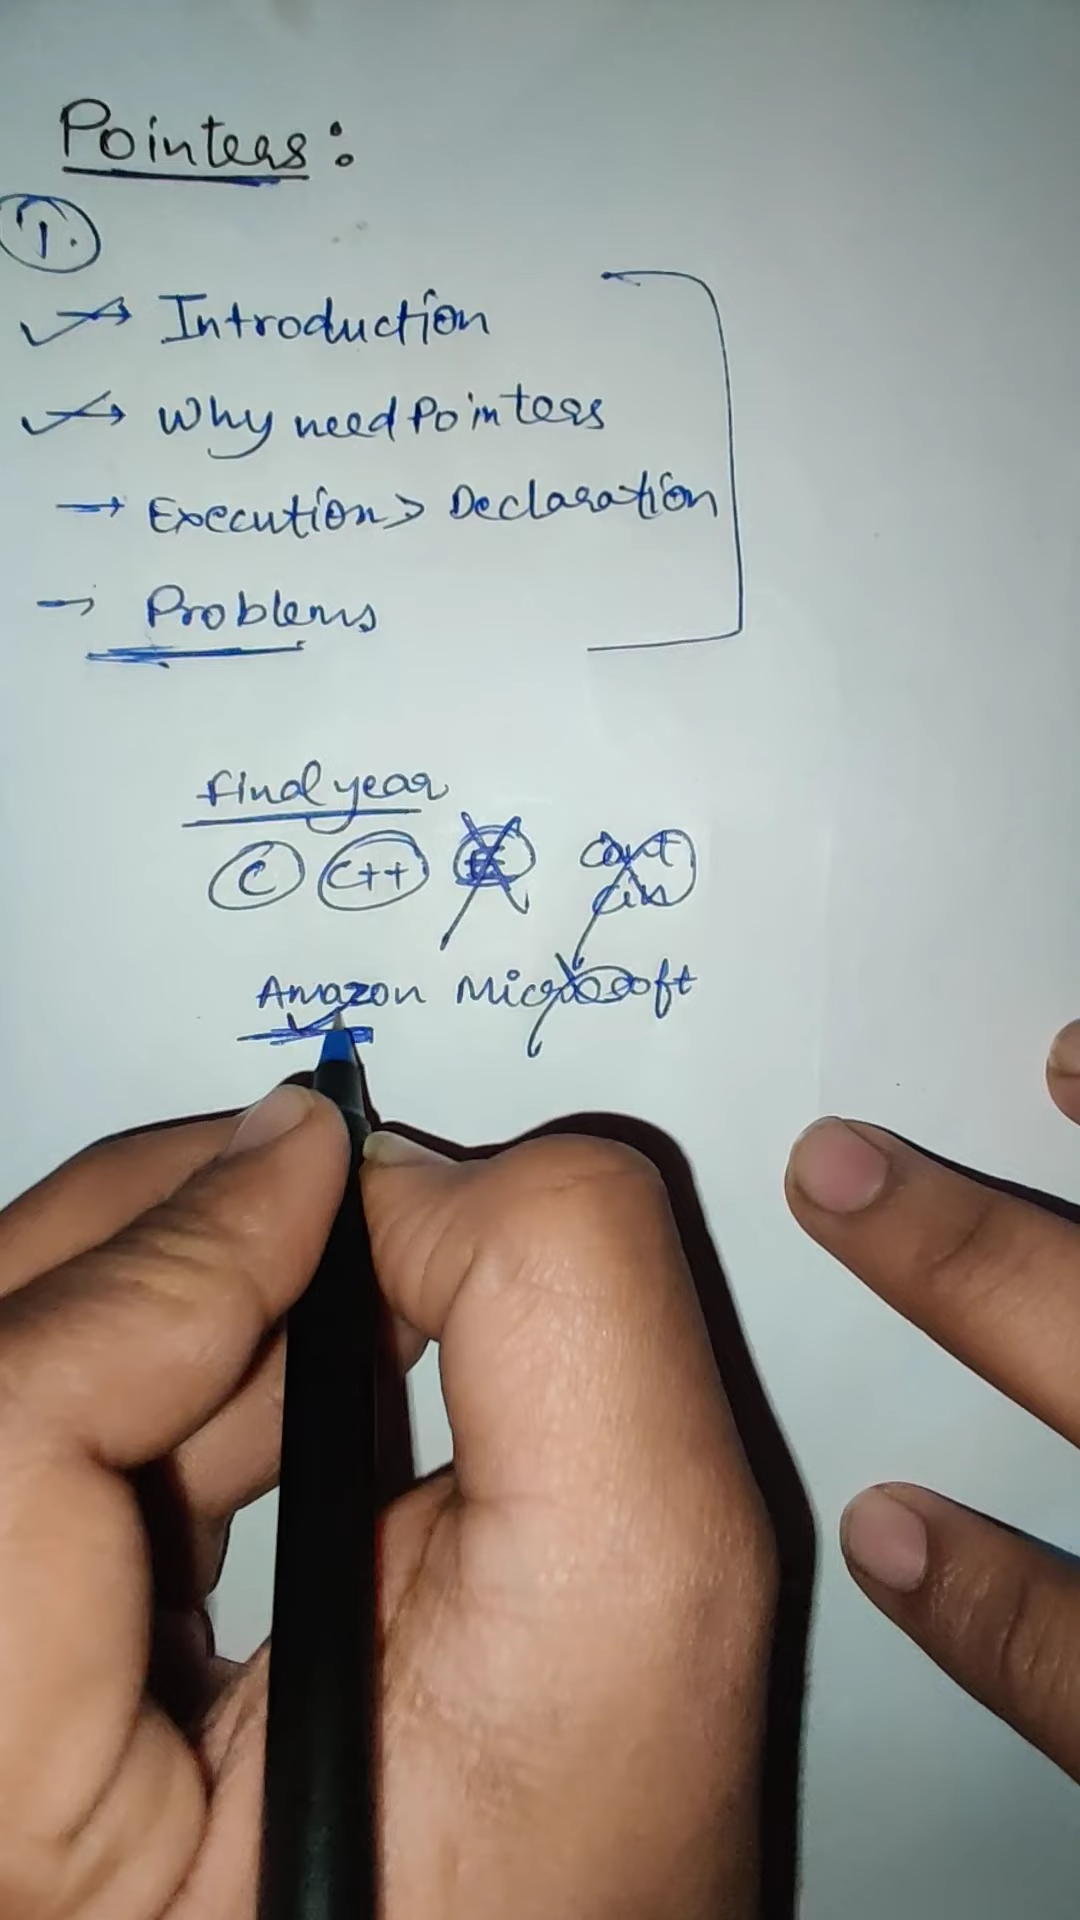 Pointers :
1.
→ Introduction
→ Why need Pointers
→ Execution > Declaration
→ Problems
final year
C C++
Amazon Microsoft